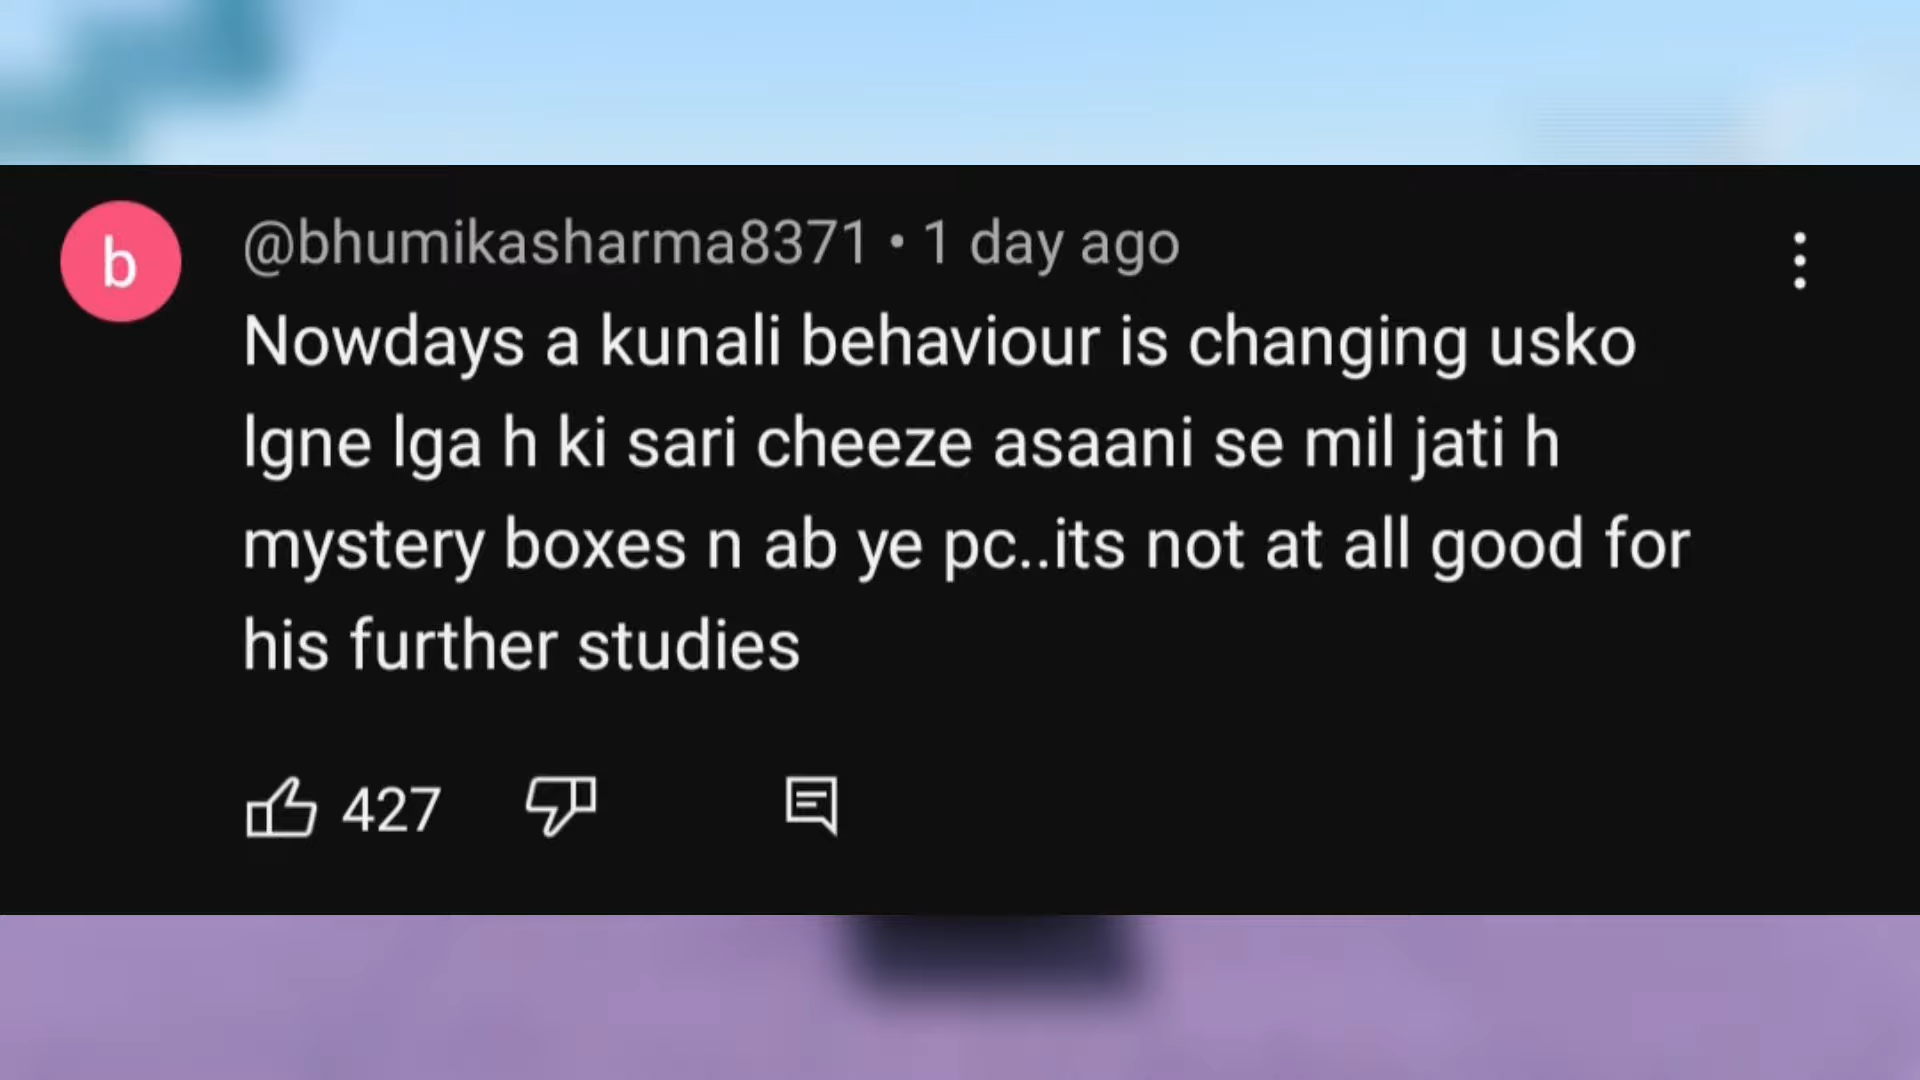 b
@bhumikasharma8371 • 1 day ago
Nowdays a kunali behaviour is changing usko
lgne lga h ki sari cheeze asaani se mil jati h
mystery boxes n ab ye pc..its not at all good for
his further studies
427